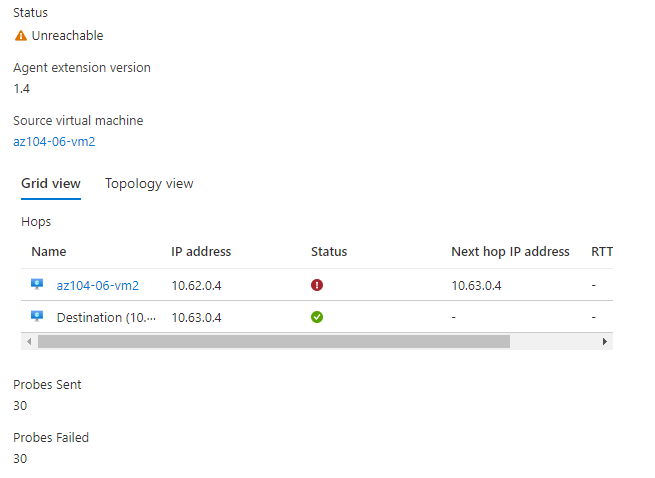 Status
Unreachable
Agent extension version
1.4
Source virtual machine
az104-06-vm2
Grid view Topology view
Hops
Name IP address Status Next hop IP address RTT
az104-06-vm2 10.62.0.4 10.63.0.4 -
Destination (10.··· 10.63.0.4 - -
Probes Sent
30
Probes Failed
30